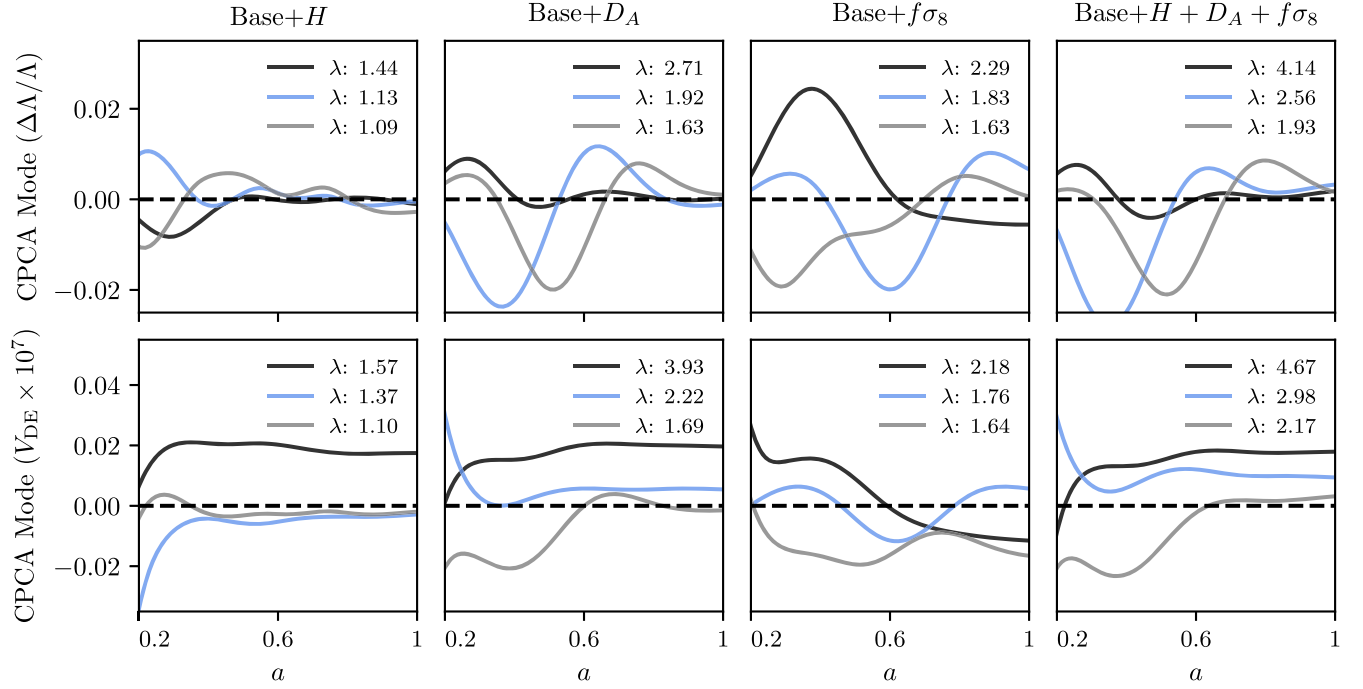 Base+H
Base+D_A
Base+fσ_8
Base+H + D_A + fσ_8
CPCA Mode (ΔΛ/Λ)
0.02
0.00
−0.02
λ: 1.44
λ: 1.13
λ: 1.09
λ: 2.71
λ: 1.92
λ: 1.63
λ: 2.29
λ: 1.83
λ: 1.63
λ: 4.14
λ: 2.56
λ: 1.93
CPCA Mode (V_DE × 10^7)
0.04
0.02
0.00
−0.02
λ: 1.57
λ: 1.37
λ: 1.10
λ: 3.93
λ: 2.22
λ: 1.69
λ: 2.18
λ: 1.76
λ: 1.64
λ: 4.67
λ: 2.98
λ: 2.17
0.2 0.6 1
0.2 0.6 1
0.2 0.6 1
0.2 0.6 1
a
a
a
a